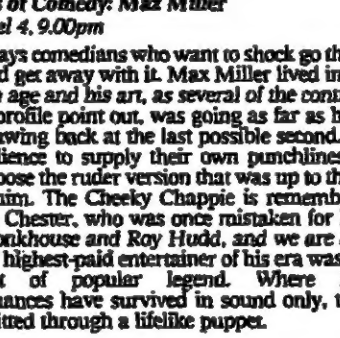 s of Comedy: Max Miller
el 4, 9.00pm
ays comedians who want to shock go th
d get away with it. Max Miller lived in
age and his art, as several of the cont
profile point out, was going as far as h
awing back at the last possible second.
lience to supply their own punchlines
oose the ruder version that was up to th
him. The Cheeky Chappie is rememb
Chester, who was once mistaken for
onkhouse and Roy Hudd, and we are
highest-paid entertainer of his era was
t of popular legend. Where
nances have survived in sound only, t
itted through a lifelike puppet.